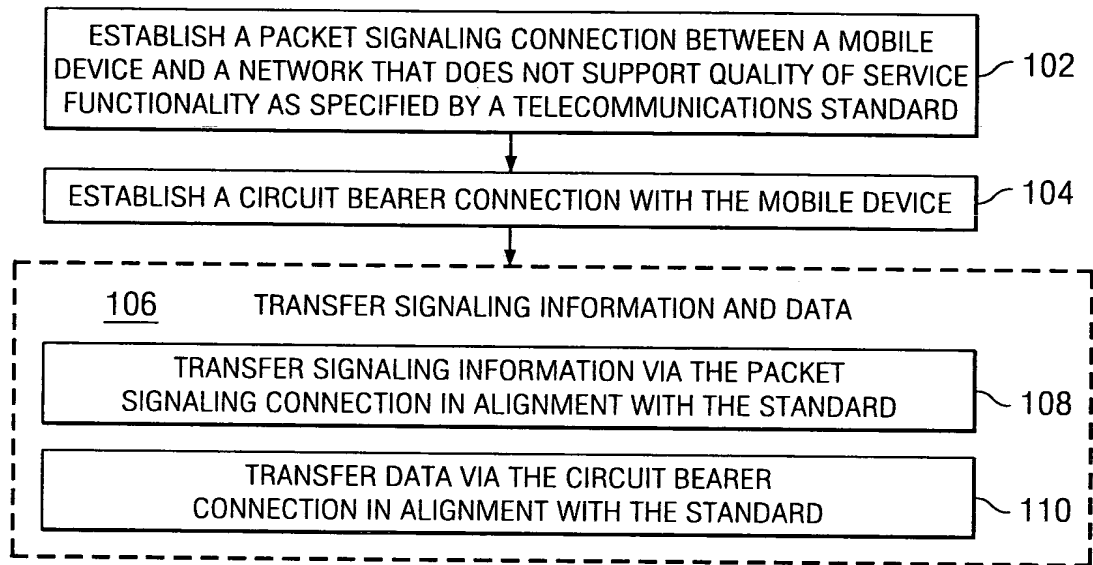 ESTABLISH A PACKET SIGNALING CONNECTION BETWEEN A MOBILE
DEVICE AND A NETWORK THAT DOES NOT SUPPORT QUALITY OF SERVICE
FUNCTIONALITY AS SPECIFIED BY A TELECOMMUNICATIONS STANDARD
102
ESTABLISH A CIRCUIT BEARER CONNECTION WITH THE MOBILE DEVICE
104
106 TRANSFER SIGNALING INFORMATION AND DATA
TRANSFER SIGNALING INFORMATION VIA THE PACKET
SIGNALING CONNECTION IN ALIGNMENT WITH THE STANDARD
108
TRANSFER DATA VIA THE CIRCUIT BEARER
CONNECTION IN ALIGNMENT WITH THE STANDARD
110